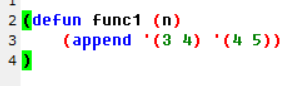 2 (defun func1 (n)
3     (append '(3 4) '(4 5))
4 )